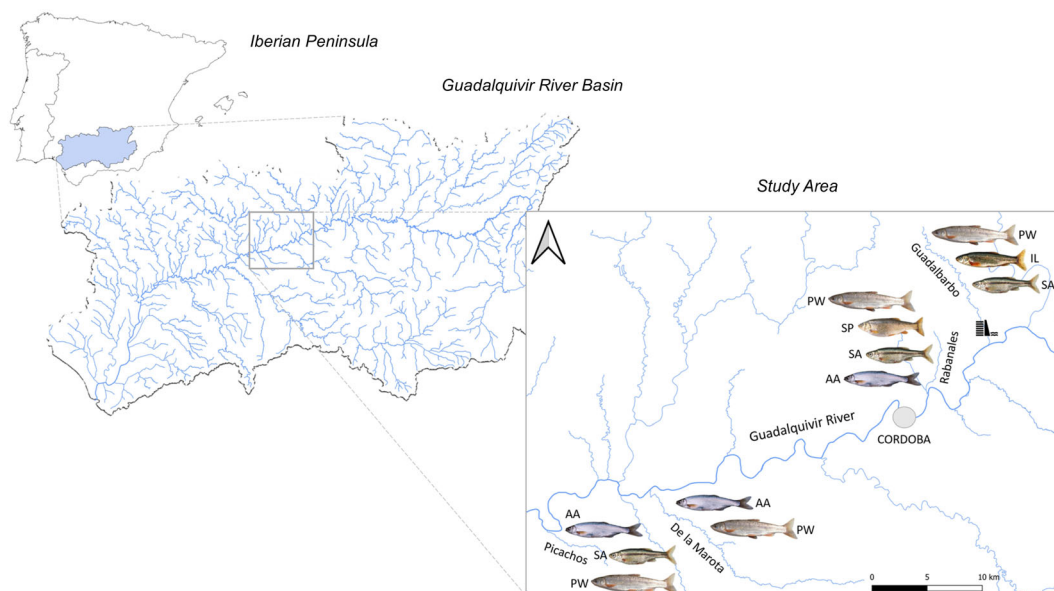 Iberian Peninsula
Guadalquivir River Basin
Study Area
PW
Guadalbarbo
IL
SA
PW
SP
SA
AA
Rabanales
Guadalquivir River
CORDOBA
AA
PW
De la Marota
AA
Picachos
SA
PW
0 5 10 km